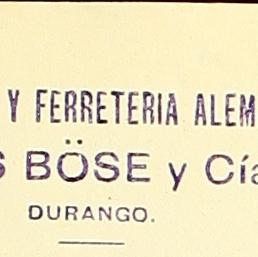 Y FERRETERIA ALEM
S BÖSE y Cía
DURANGO.